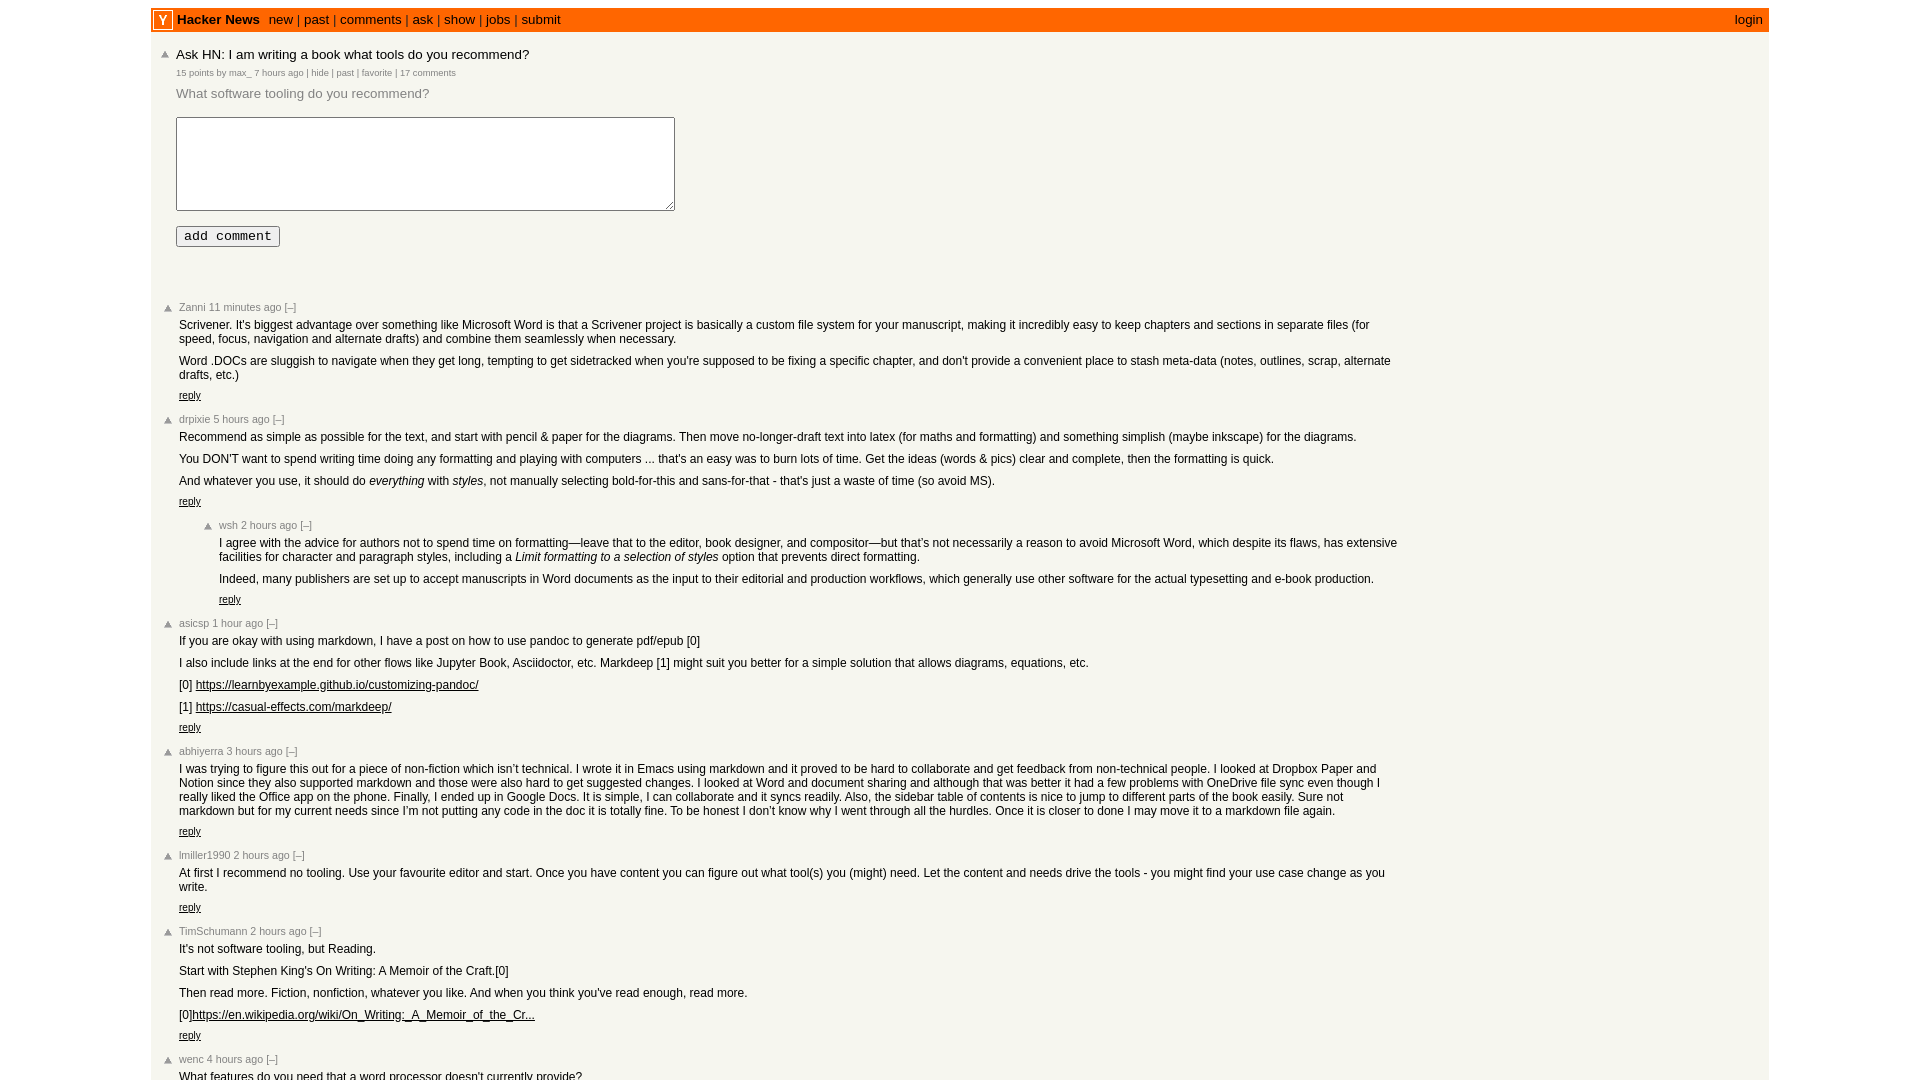 Y Hacker News new | past | comments | ask | show | jobs | submit login
Ask HN: I am writing a book what tools do you recommend?
15 points by max_ 7 hours ago | hide | past | favorite | 17 comments
What software tooling do you recommend?
add comment
Zanni 11 minutes ago [–]
Scrivener. It's biggest advantage over something like Microsoft Word is that a Scrivener project is basically a custom file system for your manuscript, making it incredibly easy to keep chapters and sections in separate files (for
speed, focus, navigation and alternate drafts) and combine them seamlessly when necessary.
Word .DOCs are sluggish to navigate when they get long, tempting to get sidetracked when you're supposed to be fixing a specific chapter, and don't provide a convenient place to stash meta-data (notes, outlines, scrap, alternate
drafts, etc.)
reply
drpixie 5 hours ago [–]
Recommend as simple as possible for the text, and start with pencil & paper for the diagrams. Then move no-longer-draft text into latex (for maths and formatting) and something simplish (maybe inkscape) for the diagrams.
You DON'T want to spend writing time doing any formatting and playing with computers ... that's an easy was to burn lots of time. Get the ideas (words & pics) clear and complete, then the formatting is quick.
And whatever you use, it should do everything with styles, not manually selecting bold-for-this and sans-for-that - that's just a waste of time (so avoid MS).
reply
wsh 2 hours ago [–]
I agree with the advice for authors not to spend time on formatting—leave that to the editor, book designer, and compositor—but that’s not necessarily a reason to avoid Microsoft Word, which despite its flaws, has extensive
facilities for character and paragraph styles, including a Limit formatting to a selection of styles option that prevents direct formatting.
Indeed, many publishers are set up to accept manuscripts in Word documents as the input to their editorial and production workflows, which generally use other software for the actual typesetting and e-book production.
reply
asicsp 1 hour ago [–]
If you are okay with using markdown, I have a post on how to use pandoc to generate pdf/epub [0]
I also include links at the end for other flows like Jupyter Book, Asciidoctor, etc. Markdeep [1] might suit you better for a simple solution that allows diagrams, equations, etc.
[0] https://learnbyexample.github.io/customizing-pandoc/
[1] https://casual-effects.com/markdeep/
reply
abhiyerra 3 hours ago [–]
I was trying to figure this out for a piece of non-fiction which isn’t technical. I wrote it in Emacs using markdown and it proved to be hard to collaborate and get feedback from non-technical people. I looked at Dropbox Paper and
Notion since they also supported markdown and those were also hard to get suggested changes. I looked at Word and document sharing and although that was better it had a few problems with OneDrive file sync even though I
really liked the Office app on the phone. Finally, I ended up in Google Docs. It is simple, I can collaborate and it syncs readily. Also, the sidebar table of contents is nice to jump to different parts of the book easily. Sure not
markdown but for my current needs since I’m not putting any code in the doc it is totally fine. To be honest I don’t know why I went through all the hurdles. Once it is closer to done I may move it to a markdown file again.
reply
lmiller1990 2 hours ago [–]
At first I recommend no tooling. Use your favourite editor and start. Once you have content you can figure out what tool(s) you (might) need. Let the content and needs drive the tools - you might find your use case change as you
write.
reply
TimSchumann 2 hours ago [–]
It's not software tooling, but Reading.
Start with Stephen King's On Writing: A Memoir of the Craft.[0]
Then read more. Fiction, nonfiction, whatever you like. And when you think you've read enough, read more.
[0]https://en.wikipedia.org/wiki/On_Writing:_A_Memoir_of_the_Cr...
reply
wenc 4 hours ago [–]
What features do you need that a word processor doesn't currently provide?